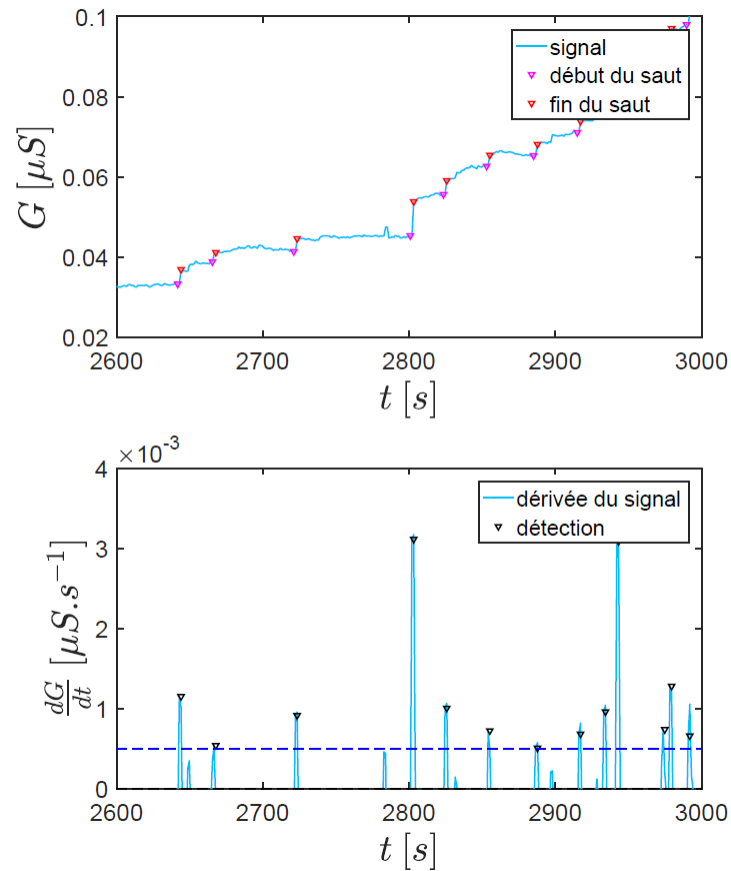 0.1
0.08
0.06
0.04
0.02
G [μS]
signal
début du saut
fin du saut
2600 2700 2800 2900 3000
t [s]
×10⁻³
4
3
2
1
0
dG/dt [μS.s⁻¹]
dérivée du signal
détection
2600 2700 2800 2900 3000
t [s]